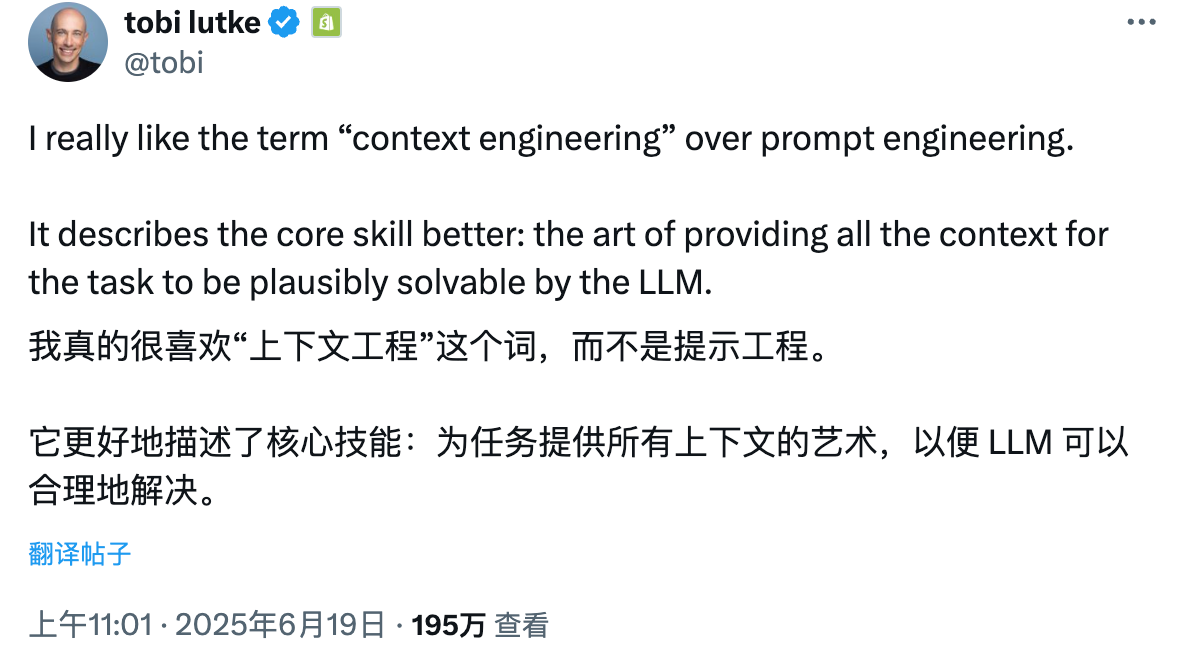 tobi lutke
@tobi
I really like the term “context engineering” over prompt engineering.
It describes the core skill better: the art of providing all the context for
the task to be plausibly solvable by the LLM.
我真的很喜欢“上下文工程”这个词，而不是提示工程。
它更好地描述了核心技能：为任务提供所有上下文的艺术，以便 LLM 可以
合理地解决。
翻译帖子
上午11:01 · 2025年6月19日 · 195万 查看